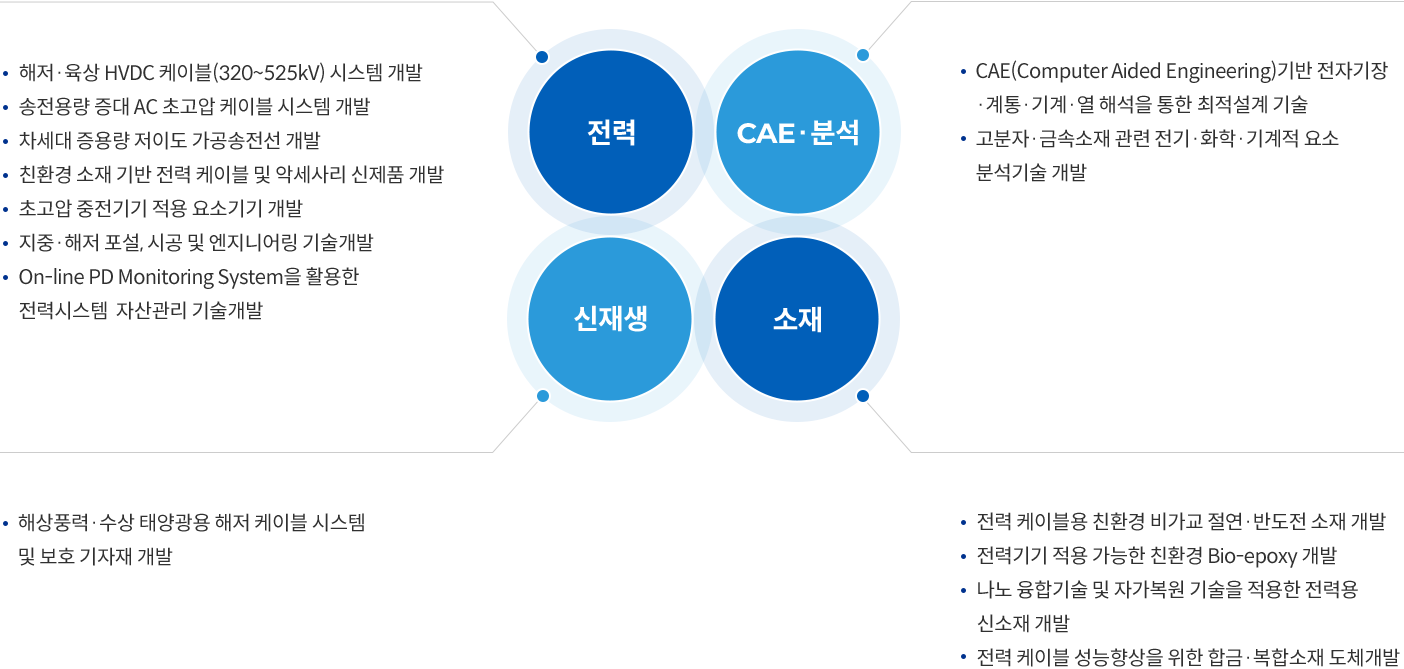 • 해저·육상 HVDC 케이블(320~525kV) 시스템 개발
• 송전용량 증대 AC 초고압 케이블 시스템 개발
• 차세대 증용량 저이도 가공송전선 개발
• 친환경 소재 기반 전력 케이블 및 악세사리 신제품 개발
• 초고압 중전기기 적용 요소기기 개발
• 지중·해저 포설, 시공 및 엔지니어링 기술개발
• On-line PD Monitoring System을 활용한
전력시스템 자산관리 기술개발
전력
CAE·분석
신재생
소재
• CAE(Computer Aided Engineering)기반 전자기장
·계통·기계·열 해석을 통한 최적설계 기술
• 고분자·금속소재 관련 전기·화학·기계적 요소
분석기술 개발
• 해상풍력·수상 태양광용 해저 케이블 시스템
및 보호 기자재 개발
• 전력 케이블용 친환경 비가교 절연·반도전 소재 개발
• 전력기기 적용 가능한 친환경 Bio-epoxy 개발
• 나노 융합기술 및 자가복원 기술을 적용한 전력용
신소재 개발
• 전력 케이블 성능향상을 위한 합금·복합소재 도체개발